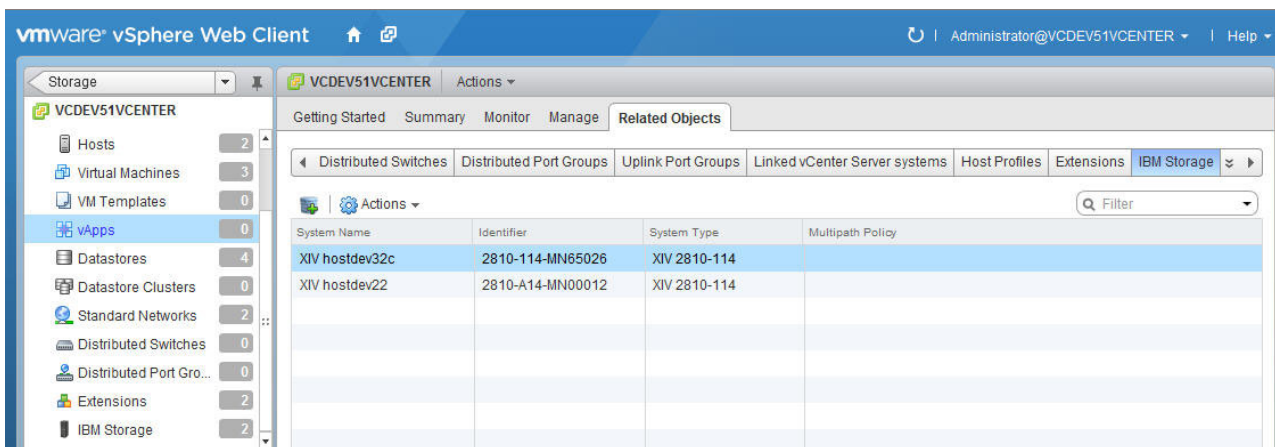 vmware® vSphere Web Client Administrator@VCDEV51VCENTER Help
Storage
VCDEV51VCENTER
Hosts 2
Virtual Machines 3
VM Templates 0
vApps 0
Datastores 4
Datastore Clusters 0
Standard Networks 2
Distributed Switches 0
Distributed Port Gro... 0
Extensions 2
IBM Storage 2
VCDEV51VCENTER Actions
Getting Started Summary Monitor Manage Related Objects
Distributed Switches Distributed Port Groups Uplink Port Groups Linked vCenter Server systems Host Profiles Extensions IBM Storage
Actions Filter
System Name Identifier System Type Multipath Policy
XIV hostdev32c 2810-114-MN65026 XIV 2810-114
XIV hostdev22 2810-A14-MN00012 XIV 2810-114